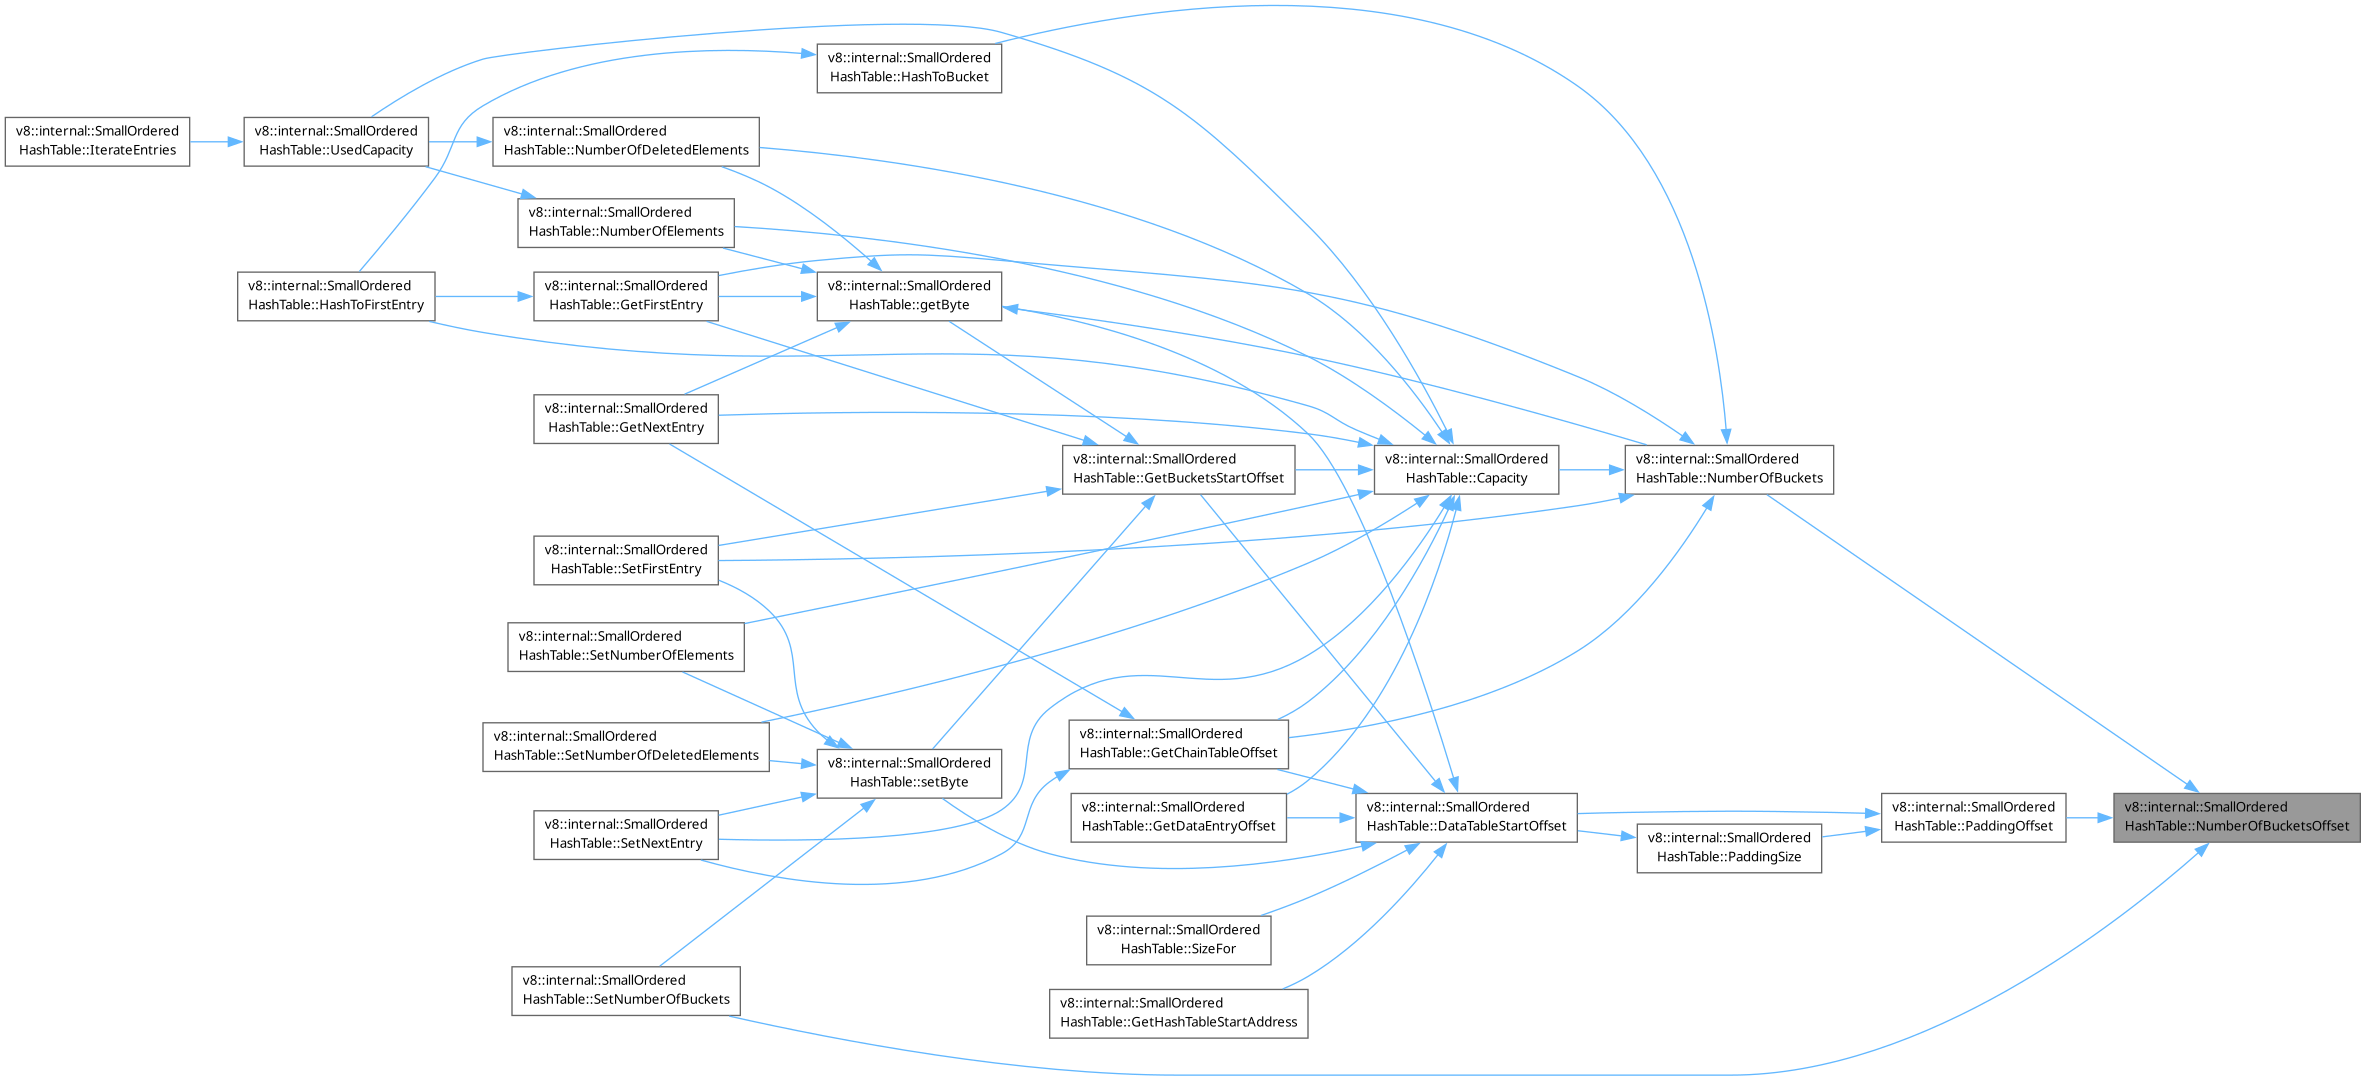 v8::internal::SmallOrdered
HashTable::HashToBucket
v8::internal::SmallOrdered
HashTable::IterateEntries
v8::internal::SmallOrdered
HashTable::UsedCapacity
v8::internal::SmallOrdered
HashTable::NumberOfDeletedElements
v8::internal::SmallOrdered
HashTable::NumberOfElements
v8::internal::SmallOrdered
HashTable::HashToFirstEntry
v8::internal::SmallOrdered
HashTable::GetFirstEntry
v8::internal::SmallOrdered
HashTable::getByte
v8::internal::SmallOrdered
HashTable::GetNextEntry
v8::internal::SmallOrdered
HashTable::GetBucketsStartOffset
v8::internal::SmallOrdered
HashTable::Capacity
v8::internal::SmallOrdered
HashTable::NumberOfBuckets
v8::internal::SmallOrdered
HashTable::SetFirstEntry
v8::internal::SmallOrdered
HashTable::SetNumberOfElements
v8::internal::SmallOrdered
HashTable::SetNumberOfDeletedElements
v8::internal::SmallOrdered
HashTable::setByte
v8::internal::SmallOrdered
HashTable::GetChainTableOffset
v8::internal::SmallOrdered
HashTable::GetDataEntryOffset
v8::internal::SmallOrdered
HashTable::DataTableStartOffset
v8::internal::SmallOrdered
HashTable::PaddingOffset
v8::internal::SmallOrdered
HashTable::NumberOfBucketsOffset
v8::internal::SmallOrdered
HashTable::SetNextEntry
v8::internal::SmallOrdered
HashTable::PaddingSize
v8::internal::SmallOrdered
HashTable::SizeFor
v8::internal::SmallOrdered
HashTable::SetNumberOfBuckets
v8::internal::SmallOrdered
HashTable::GetHashTableStartAddress